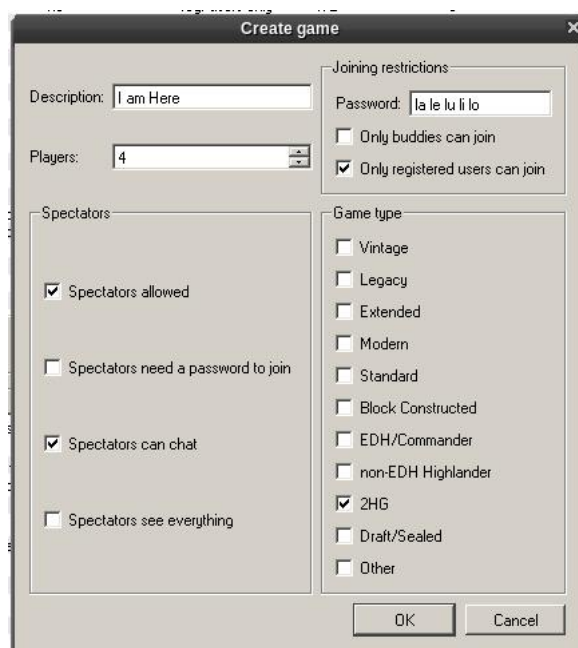 Create game
Description: I am Here
Players: 4
Joining restrictions
Password: la le lu li lo
Only buddies can join
Only registered users can join
Spectators
Spectators allowed
Spectators need a password to join
Spectators can chat
Spectators see everything
Game type
Vintage
Legacy
Extended
Modern
Standard
Block Constructed
EDH/Commander
non-EDH Highlander
2HG
Draft/Sealed
Other
OK Cancel